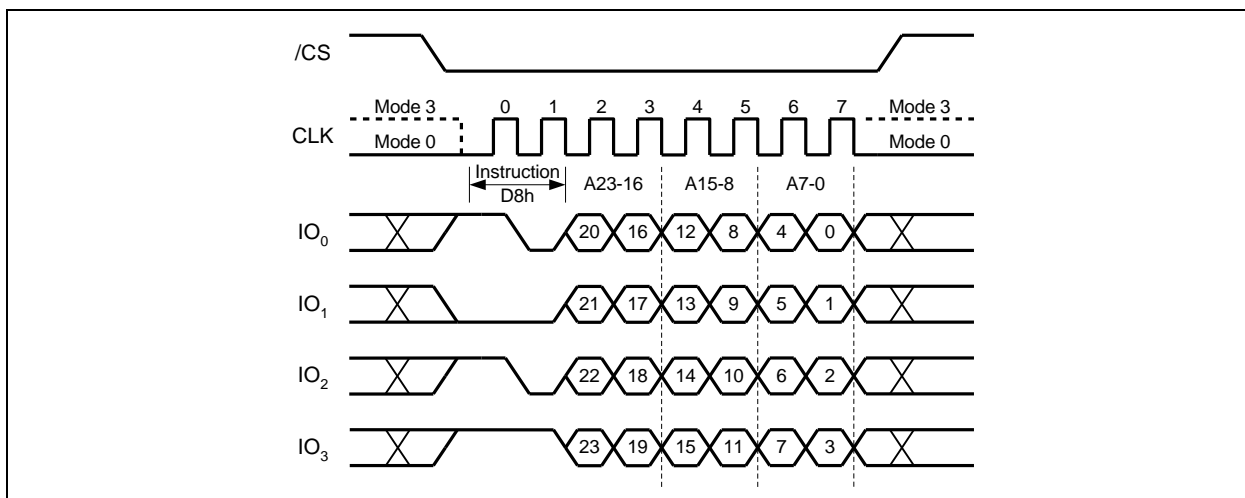 /CS
Mode 3 0 1 2 3 4 5 6 7 Mode 3
CLK Mode 0 Mode 0
Instruction A23-16 A15-8 A7-0
D8h
IO0 20 16 12 8 4 0
IO1 21 17 13 9 5 1
IO2 22 18 14 10 6 2
IO3 23 19 15 11 7 3